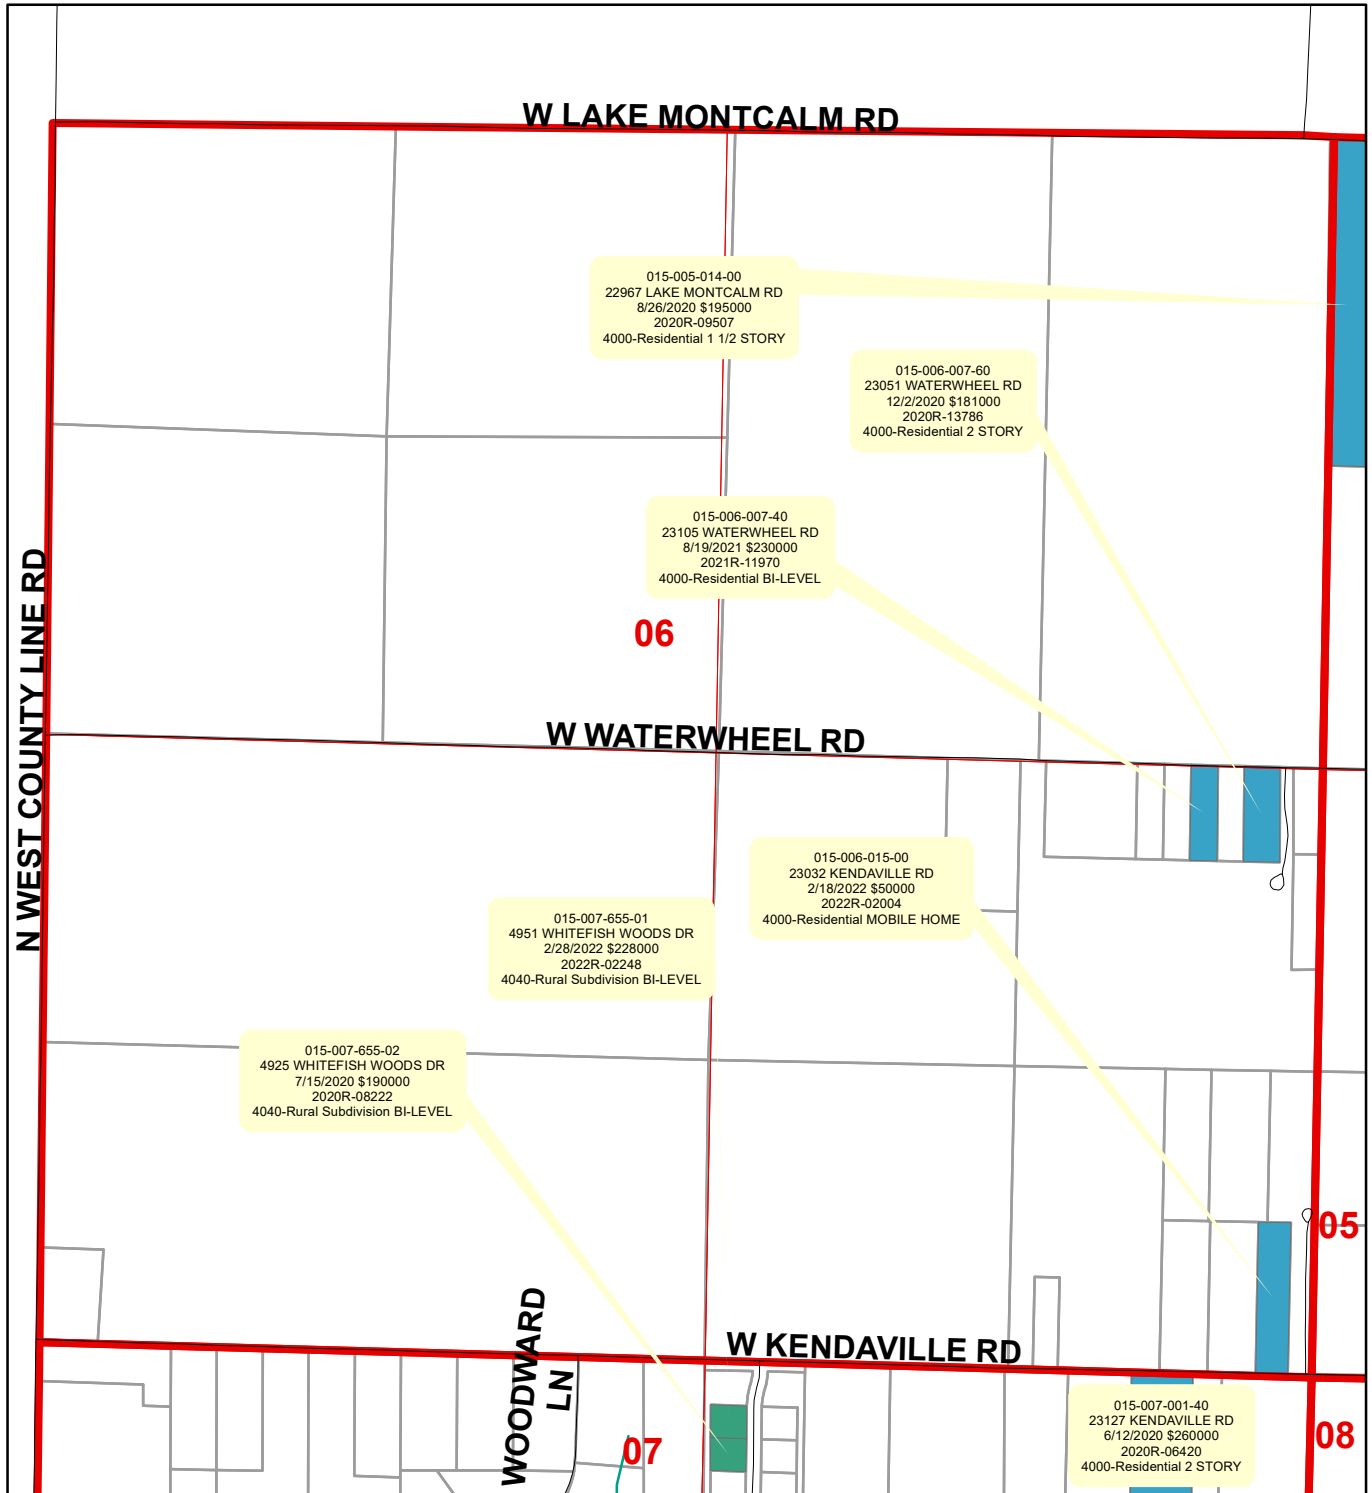 W LAKE MONTCALM RD
015-005-014-00
22967 LAKE MONTCALM RD
8/26/2020 $195000
2020R-09507
4000-Residential 1 1/2 STORY
015-006-007-60
23051 WATERWHEEL RD
12/2/2020 $181000
2020R-13786
4000-Residential 2 STORY
015-006-007-40
23105 WATERWHEEL RD
8/19/2021 $230000
2021R-11970
4000-Residential BI-LEVEL
06
N WEST COUNTY LINE RD
W WATERWHEEL RD
015-006-015-00
23032 KENDAVILLE RD
2/18/2022 $50000
2022R-02004
4000-Residential MOBILE HOME
015-007-655-01
4951 WHITEFISH WOODS DR
2/28/2022 $228000
2022R-02248
4040-Rural Subdivision BI-LEVEL
015-007-655-02
4925 WHITEFISH WOODS DR
7/15/2020 $190000
2020R-08222
4040-Rural Subdivision BI-LEVEL
05
W KENDAVILLE RD
WOODWARD
LN
07
015-007-001-40
23127 KENDAVILLE RD
6/12/2020 $260000
2020R-06420
4000-Residential 2 STORY
08